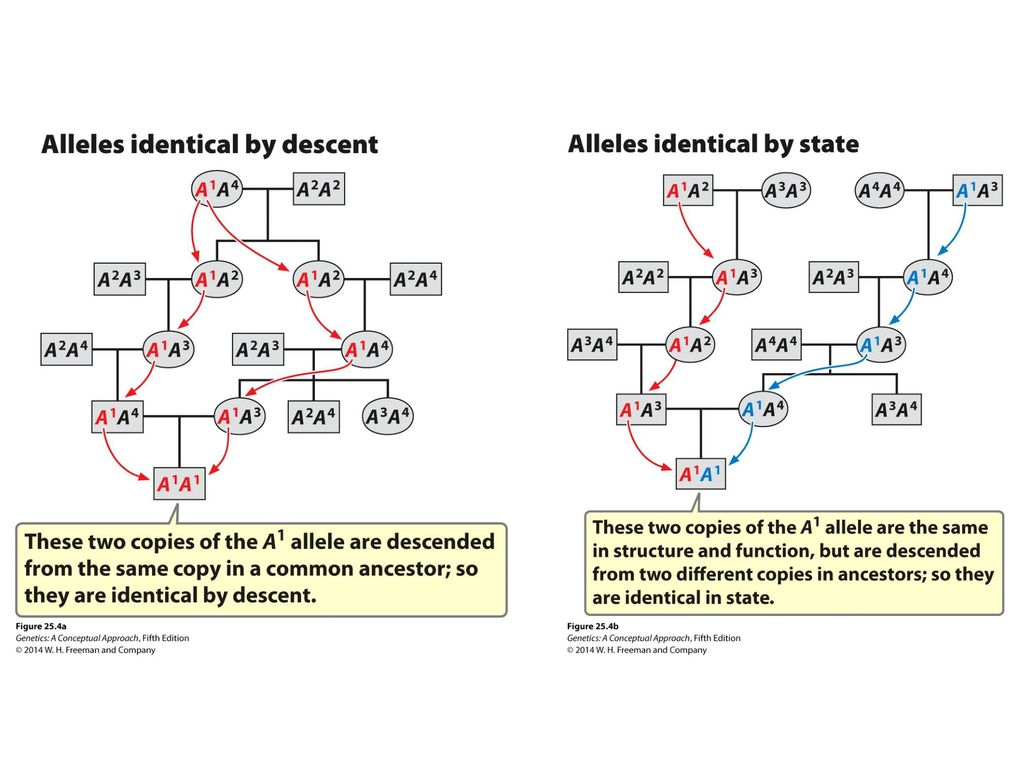 Alleles identical by descent
A¹A⁴ A²A²
A²A³ A¹A² A¹A² A²A⁴
A²A⁴ A¹A³ A²A³ A¹A⁴
A¹A⁴ A¹A³ A²A⁴ A³A⁴
A¹A¹
These two copies of the A¹ allele are descended
from the same copy in a common ancestor; so
they are identical by descent.
Figure 25.4a
Genetics: A Conceptual Approach, Fifth Edition
© 2014 W. H. Freeman and Company
Alleles identical by state
A¹A² A³A³ A⁴A⁴ A¹A³
A²A² A¹A³ A²A³ A¹A⁴
A³A⁴ A¹A² A⁴A⁴ A¹A³
A¹A³ A¹A⁴ A³A⁴
A¹A¹
These two copies of the A¹ allele are the same
in structure and function, but are descended
from two different copies in ancestors; so they
are identical in state.
Figure 25.4b
Genetics: A Conceptual Approach, Fifth Edition
© 2014 W. H. Freeman and Company